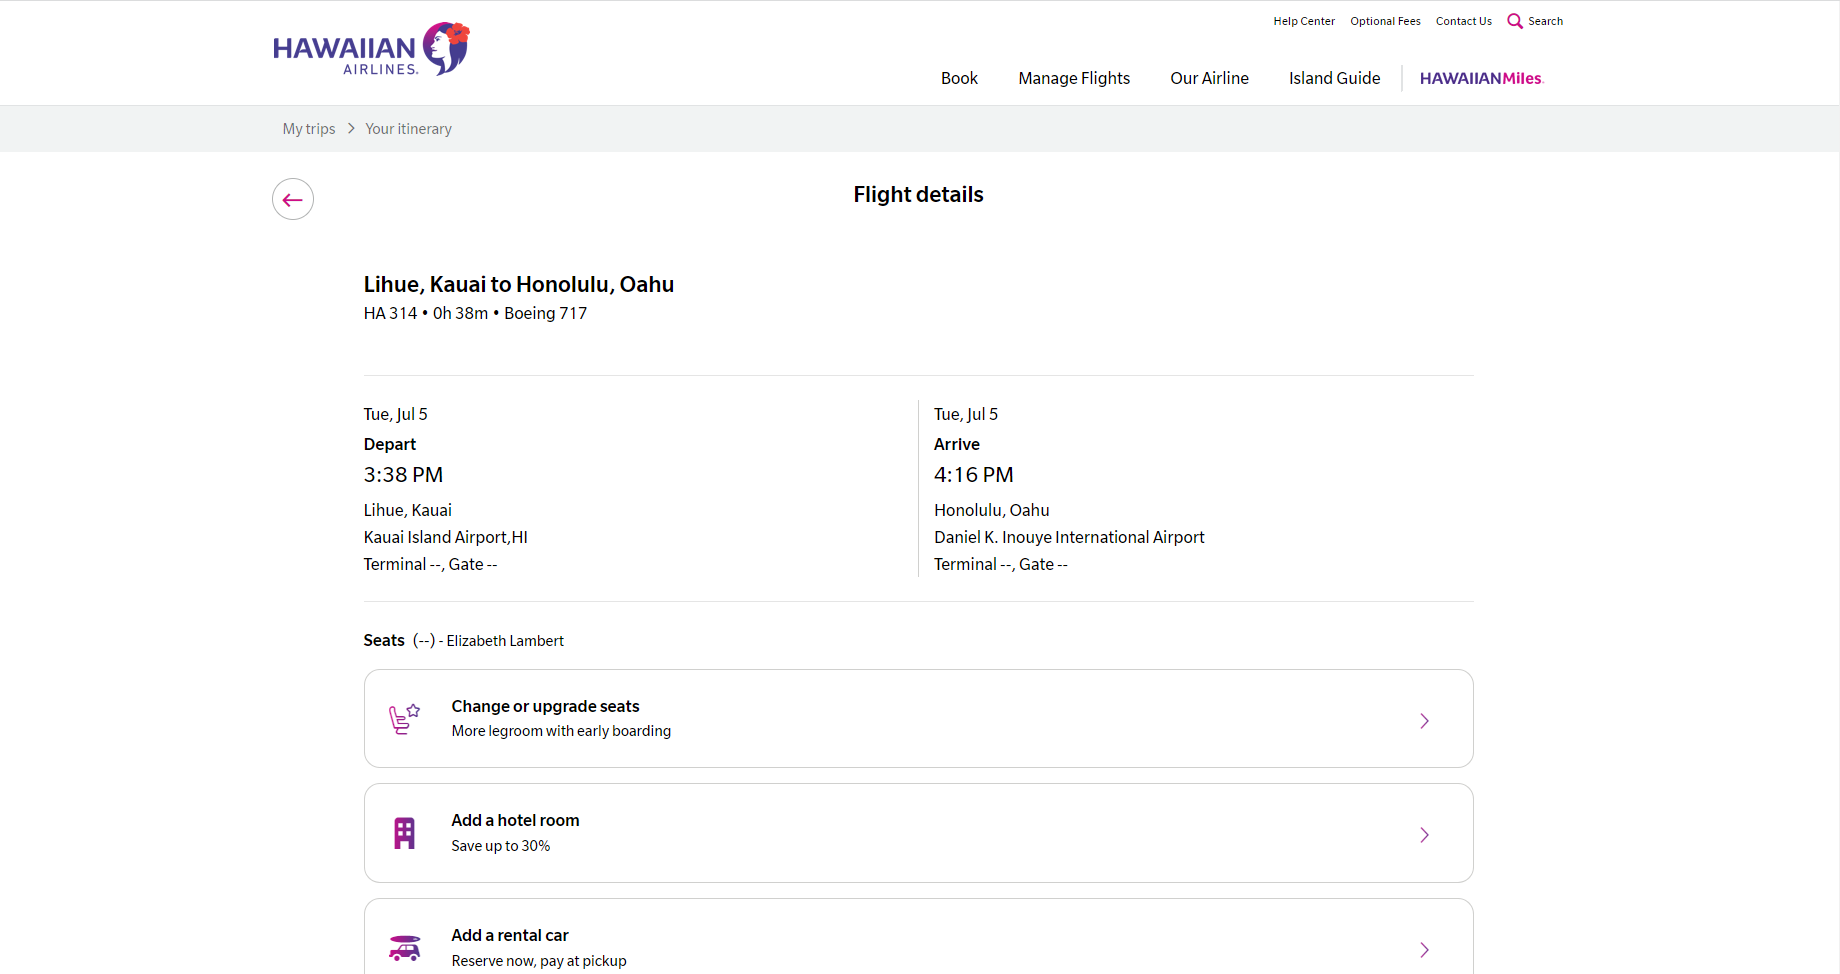 HAWAIIAN
AIRLINES.
Help Center
Optional Fees
Contact Us
Search
Book
Manage Flights
Our Airline
Island Guide
HAWAIIANMiles.
My trips
Your itinerary
Flight details
Lihue, Kauai to Honolulu, Oahu
HA 314 • 0h 38m • Boeing 717
Tue, Jul 5
Depart
3:38 PM
Lihue, Kauai
Kauai Island Airport,HI
Terminal --, Gate --
Tue, Jul 5
Arrive
4:16 PM
Honolulu, Oahu
Daniel K. Inouye International Airport
Terminal --, Gate --
Seats (--) - Elizabeth Lambert
Change or upgrade seats
More legroom with early boarding
Add a hotel room
Save up to 30%
Add a rental car
Reserve now, pay at pickup